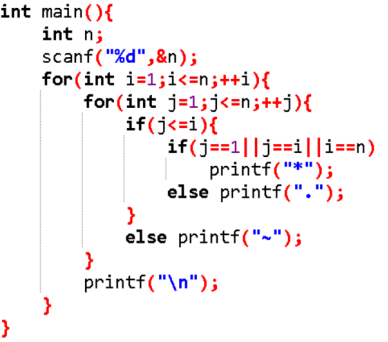 int main(){
    int n;
    scanf("%d",&n);
    for(int i=1;i<=n;++i){
        for(int j=1;j<=n;++j){
            if(j<=i){
                if(j==1||j==i||i==n)
                    printf("*");
                else printf(".");
            }
            else printf("~");
        }
        printf("\n");
    }
}